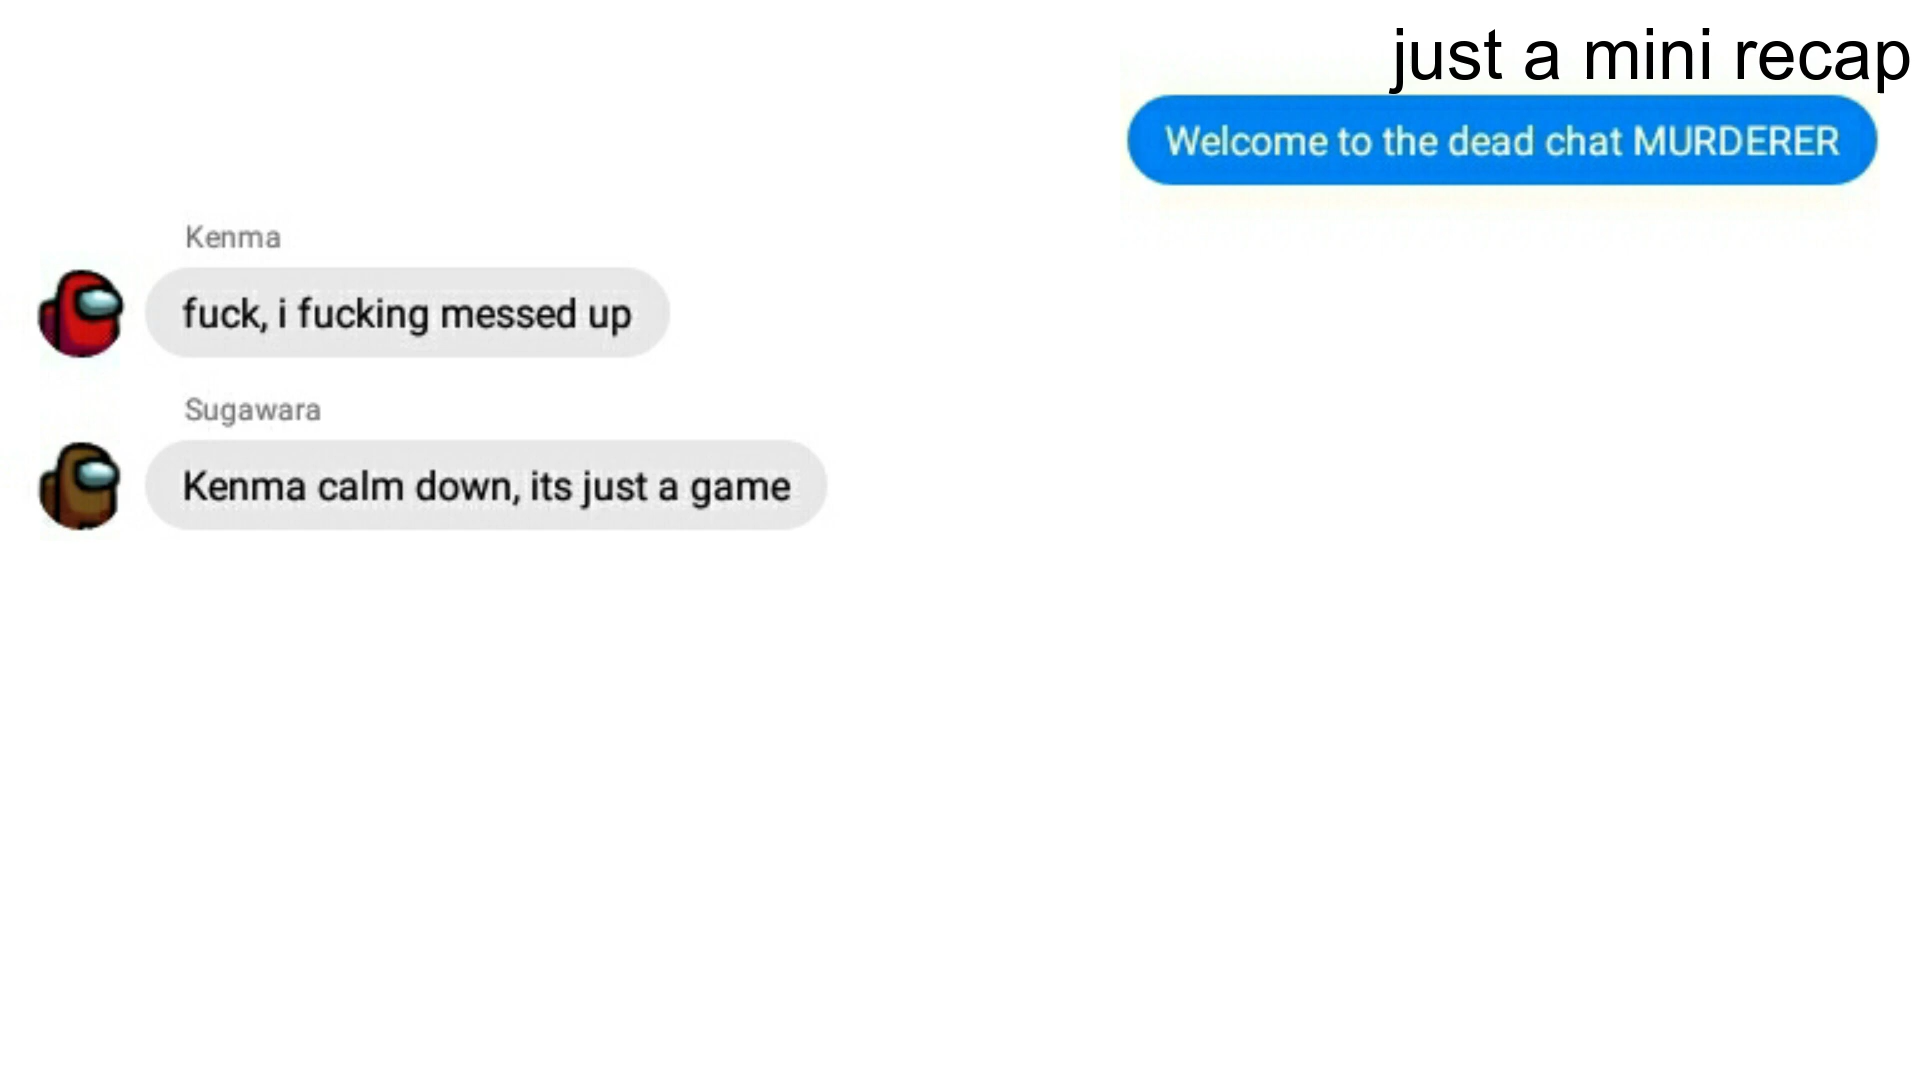 just a mini recap
Welcome to the dead chat MURDERER
Kenma
fuck, i fucking messed up
Sugawara
Kenma calm down, its just a game